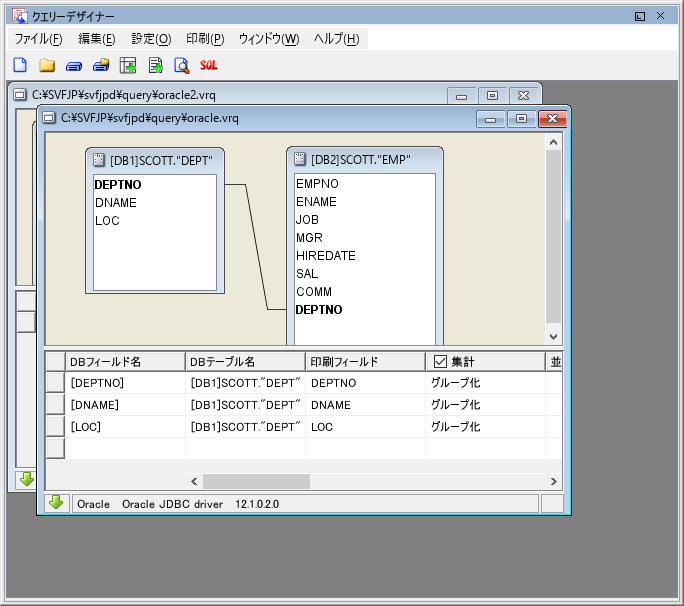 クエリーデザイナー
ファイル(F) 編集(E) 設定(O) 印刷(P) ウィンドウ(W) ヘルプ(H)
SQL
C:¥SVFJP¥svfjpd¥query¥oracle2.vrq
C:¥SVFJP¥svfjpd¥query¥oracle.vrq
[DB1]SCOTT."DEPT"
DEPTNO
DNAME
LOC
[DB2]SCOTT."EMP"
EMPNO
ENAME
JOB
MGR
HIREDATE
SAL
COMM
DEPTNO
DBフィールド名 DBテーブル名 印刷フィールド 集計 並
[DEPTNO] [DB1]SCOTT."DEPT" DEPTNO グループ化
[DNAME] [DB1]SCOTT."DEPT" DNAME グループ化
[LOC] [DB1]SCOTT."DEPT" LOC グループ化
Oracle Oracle JDBC driver 12.1.0.2.0